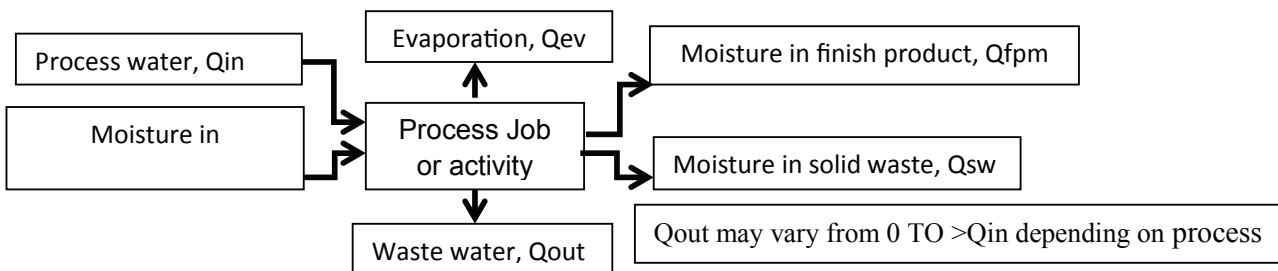 Evaporation, Qev
Moisture in finish product, Qfpm
Process water, Qin
Moisture in
Process Job
or activity
Moisture in solid waste, Qsw
Waste water, Qout
Qout may vary from 0 TO >Qin depending on process